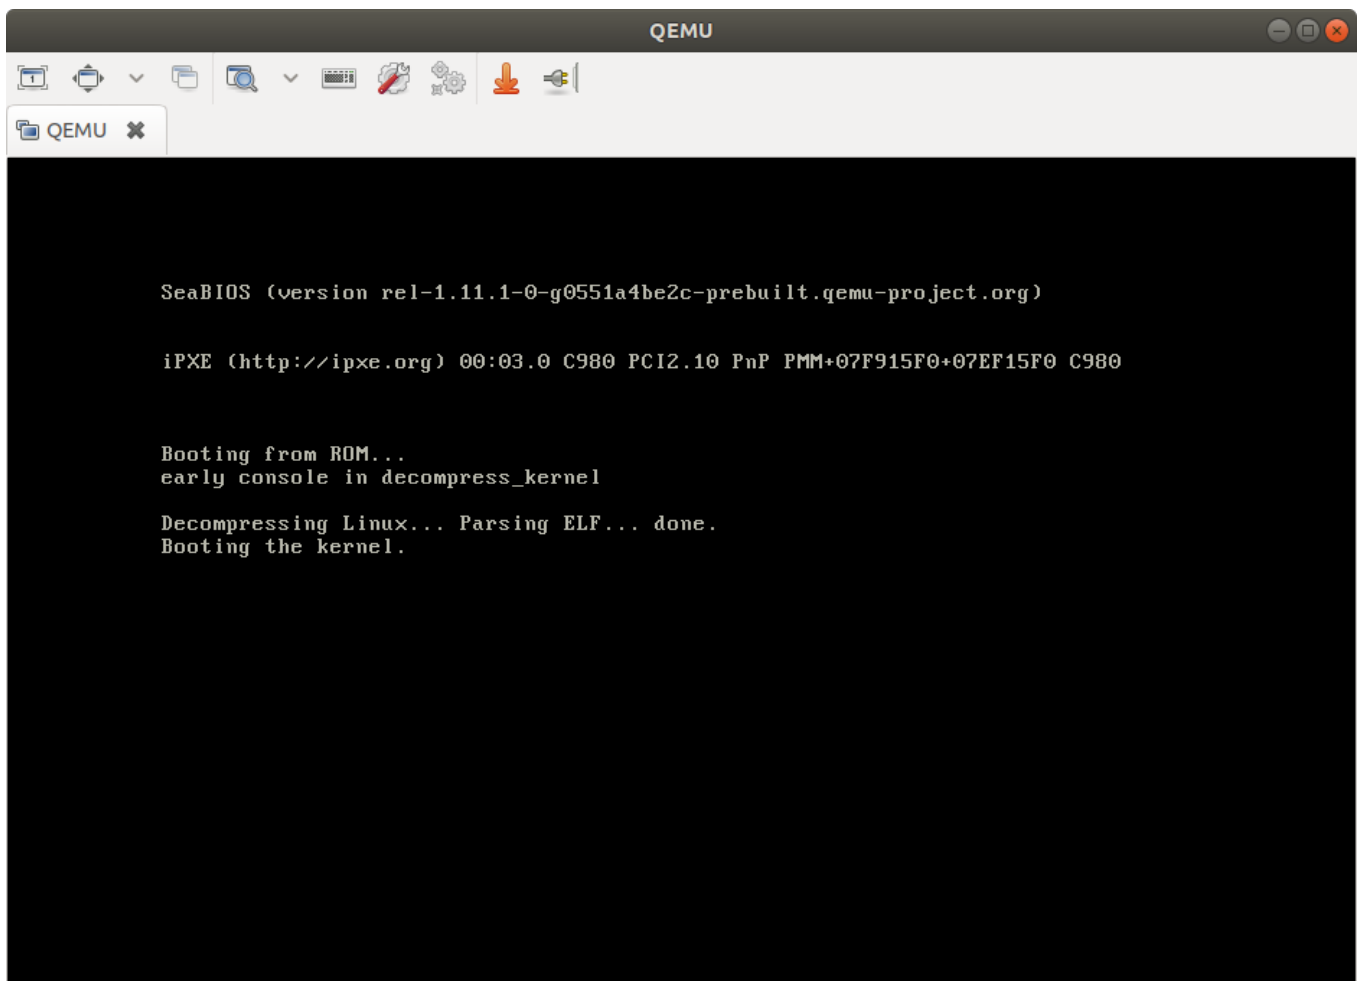 QEMU
QEMU
SeaBIOS (version rel-1.11.1-0-g0551a4be2c-prebuilt.qemu-project.org)
iPXE (http://ipxe.org) 00:03.0 C980 PCI2.10 PnP PMM+07F915F0+07EF15F0 C980
Booting from ROM...
early console in decompress_kernel
Decompressing Linux... Parsing ELF... done.
Booting the kernel.